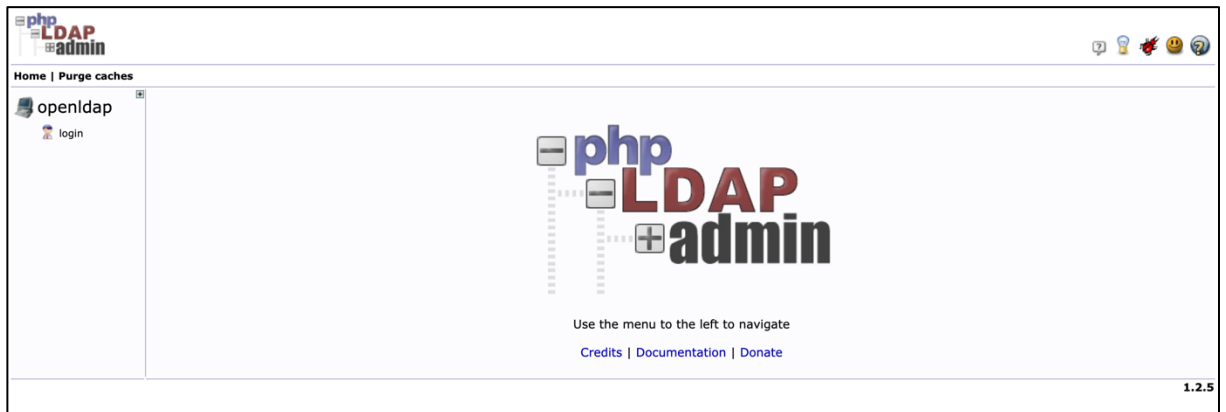 php
LDAP
admin
Home | Purge caches
openldap
login
php
LDAP
admin
Use the menu to the left to navigate
Credits | Documentation | Donate
1.2.5